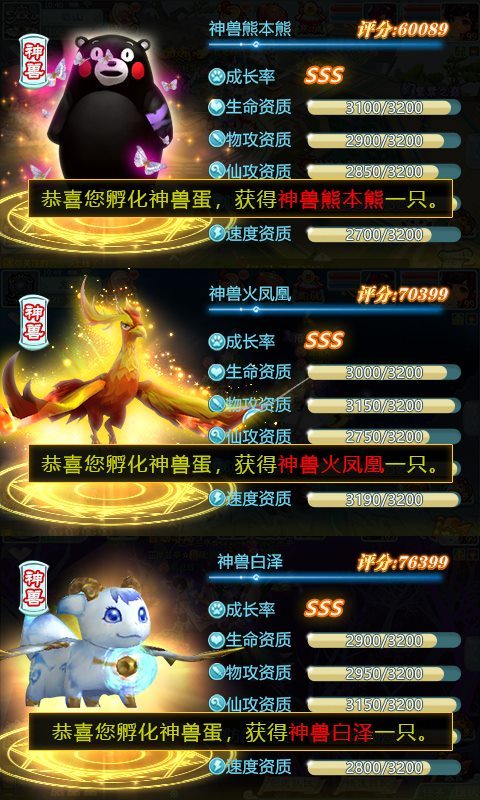 神兽
神兽熊本熊
评分:60089
成长率 SSS
生命资质 3100/3200
物攻资质 2900/3200
仙攻资质 2850/3200
恭喜您孵化神兽蛋，获得神兽熊本熊一只。
速度资质 2700/3200
神兽
神兽火凤凰
评分:70399
成长率 SSS
生命资质 3000/3200
物攻资质 3150/3200
仙攻资质 2750/3200
恭喜您孵化神兽蛋，获得神兽火凤凰一只。
速度资质 3190/3200
神兽
神兽白泽
评分:76399
成长率 SSS
生命资质 2900/3200
物攻资质 2950/3200
仙攻资质 3150/3200
恭喜您孵化神兽蛋，获得神兽白泽一只。
速度资质 2800/3200